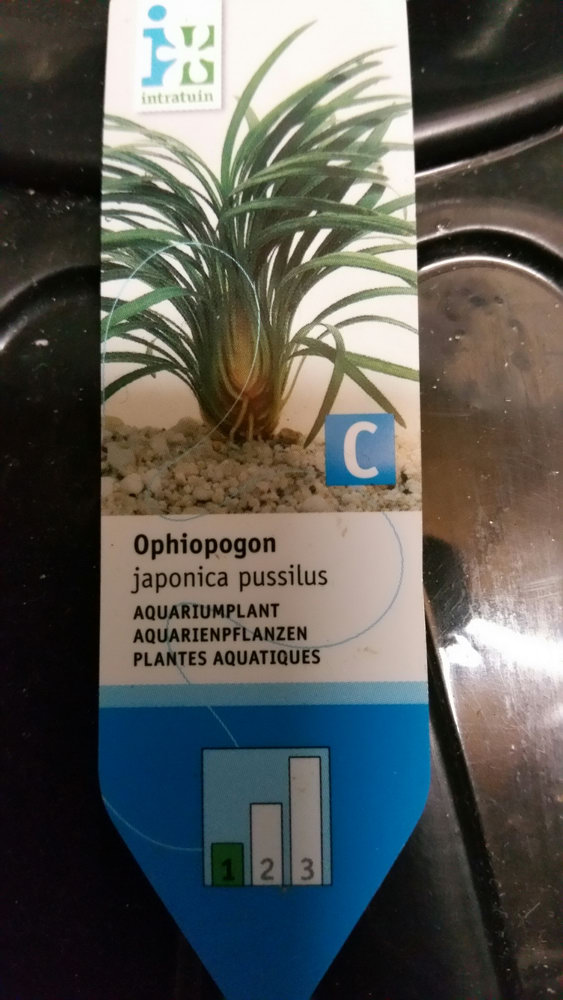 intratuin
C
Ophiopogon
japonica pussilus
AQUARIUMPLANT
AQUARIENPFLANZEN
PLANTES AQUATIQUES
1 2 3